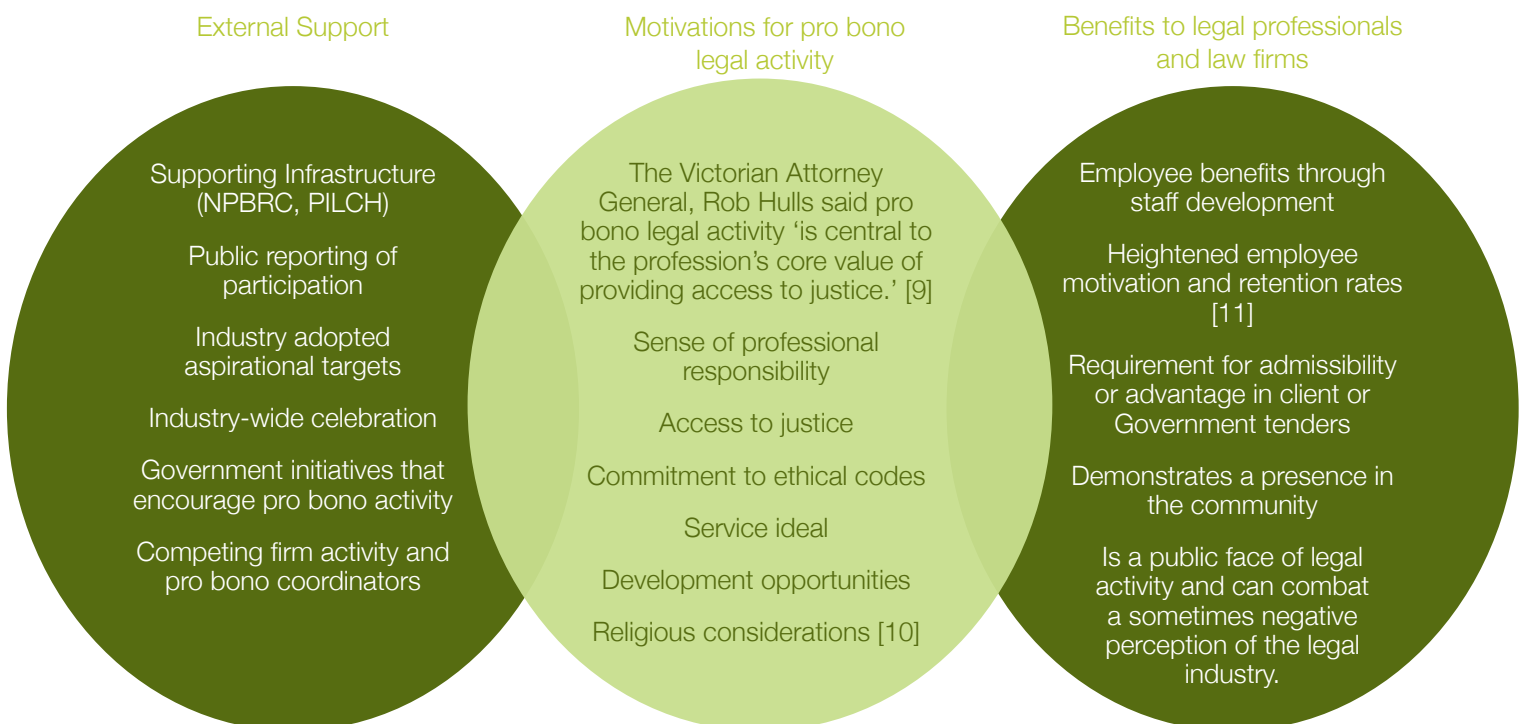 External Support
Supporting Infrastructure
(NPBRC, PILCH)
Public reporting of
participation
Industry adopted
aspirational targets
Industry-wide celebration
Government initiatives that
encourage pro bono activity
Competing firm activity and
pro bono coordinators
Motivations for pro bono
legal activity
The Victorian Attorney
General, Rob Hulls said pro
bono legal activity ‘is central to
the profession’s core value of
providing access to justice.’ [9]
Sense of professional
responsibility
Access to justice
Commitment to ethical codes
Service ideal
Development opportunities
Religious considerations [10]
Benefits to legal professionals
and law firms
Employee benefits through
staff development
Heightened employee
motivation and retention rates
[11]
Requirement for admissibility
or advantage in client or
Government tenders
Demonstrates a presence in
the community
Is a public face of legal
activity and can combat
a sometimes negative
perception of the legal
industry.